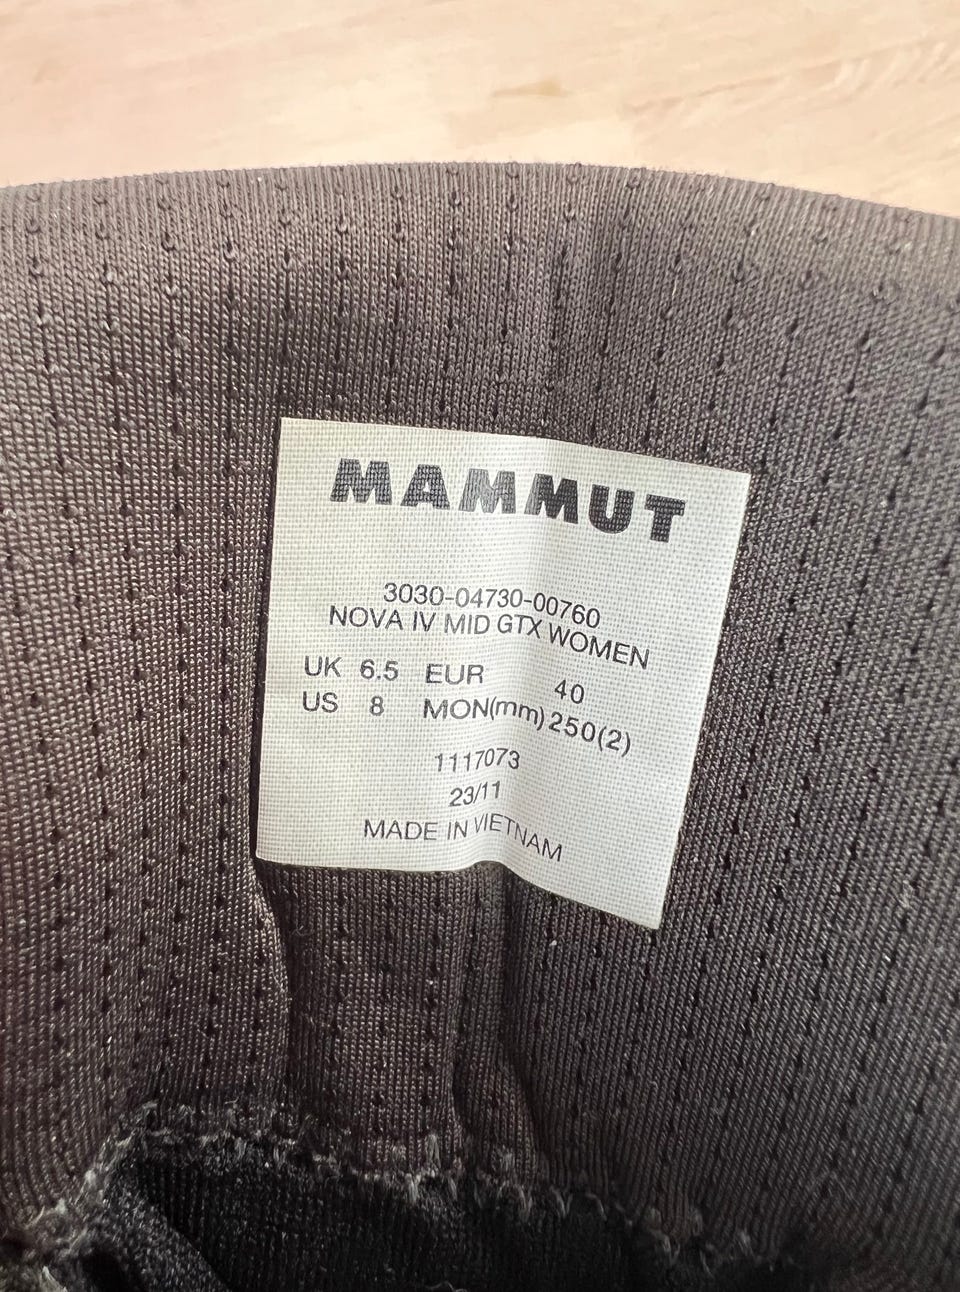 MAMMUT
3030-04730-00760
NOVA IV MID GTX WOMEN
UK 6.5 EUR 40
US 8 MON(mm) 250(2)
1117073
23/11
MADE IN VIETNAM